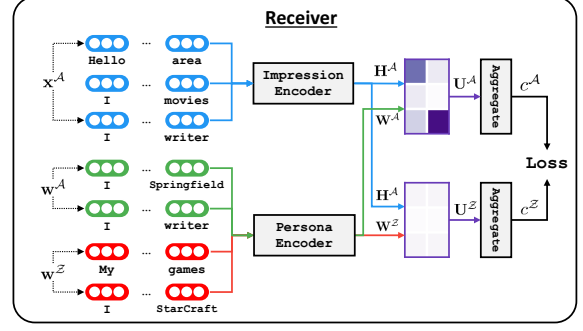 Receiver
Hello ... area
I ... movies
I ... writer
x^𝒜
I ... Springfield
I ... writer
w^𝒜
My ... games
I ... StarCraft
w^𝒵
Impression
Encoder
Persona
Encoder
H^𝒜
W^𝒜
U^𝒜
Aggregate
c^𝒜
Loss
H^𝒜
W^𝒵
U^𝒵
Aggregate
c^𝒵